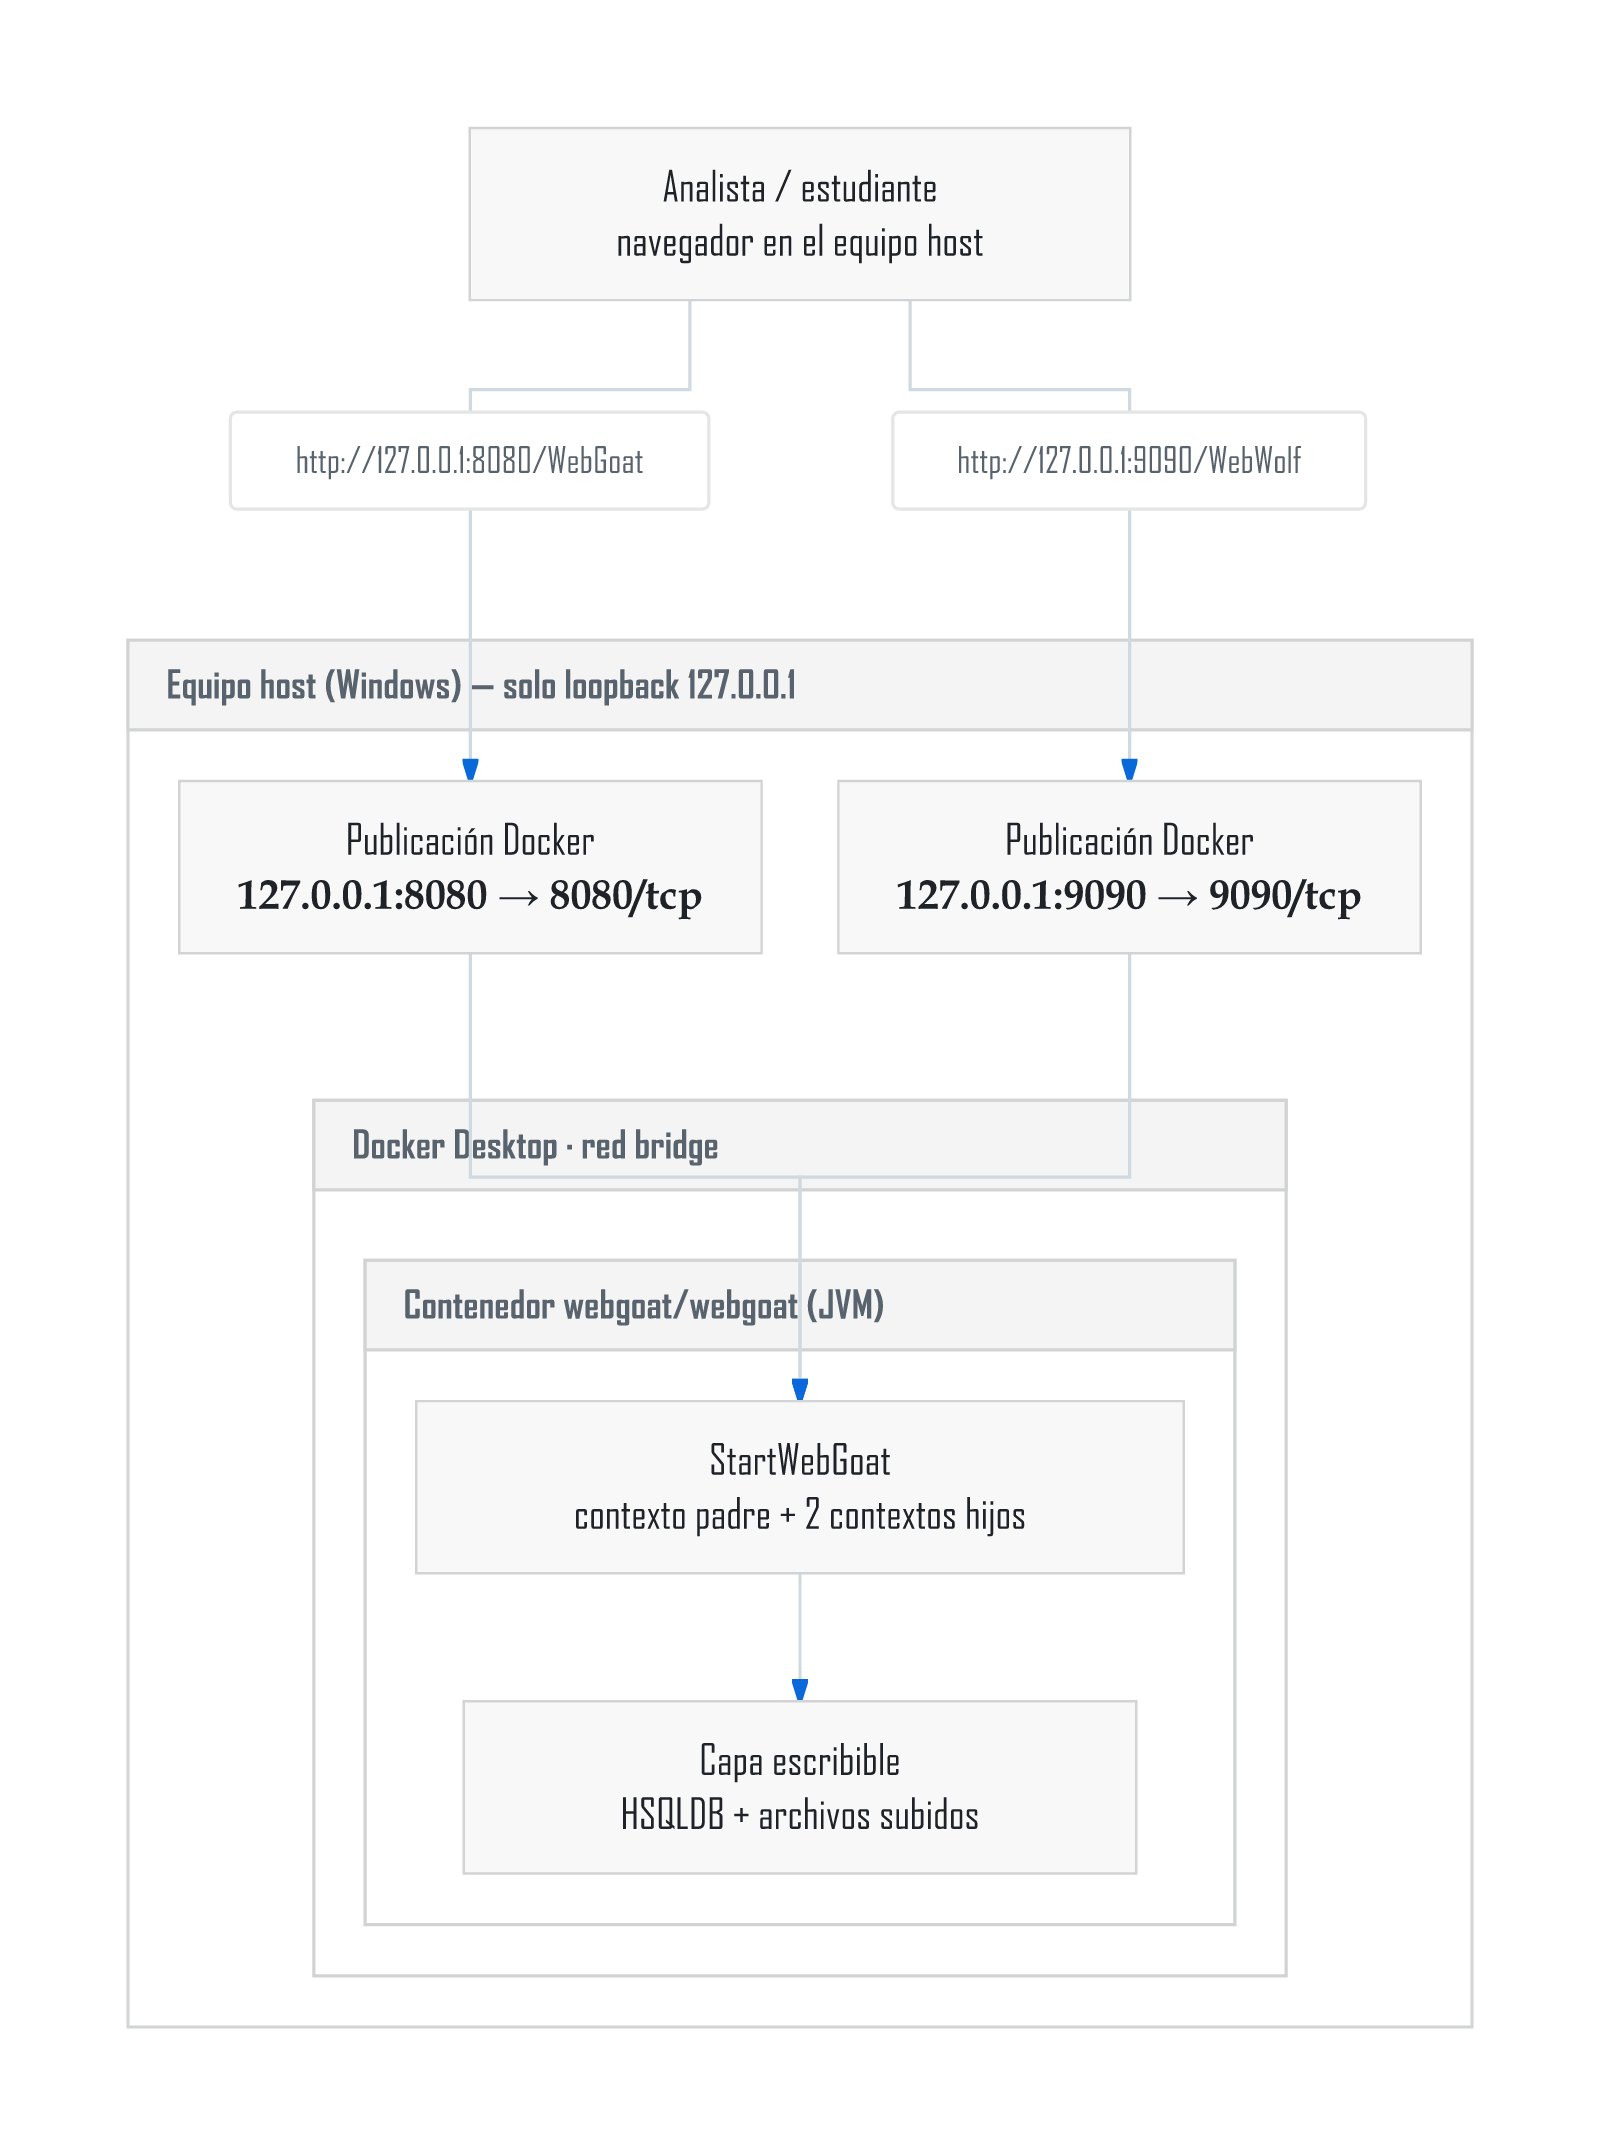 Analista / estudiante
navegador en el equipo host
http://127.0.0.1:8080/WebGoat
http://127.0.0.1:9090/WebWolf
Equipo host (Windows) — solo loopback 127.0.0.1
Publicación Docker
127.0.0.1:8080 → 8080/tcp
Publicación Docker
127.0.0.1:9090 → 9090/tcp
Docker Desktop · red bridge
Contenedor webgoat/webgoat (JVM)
StartWebGoat
contexto padre + 2 contextos hijos
Capa escribible
HSQLDB + archivos subidos